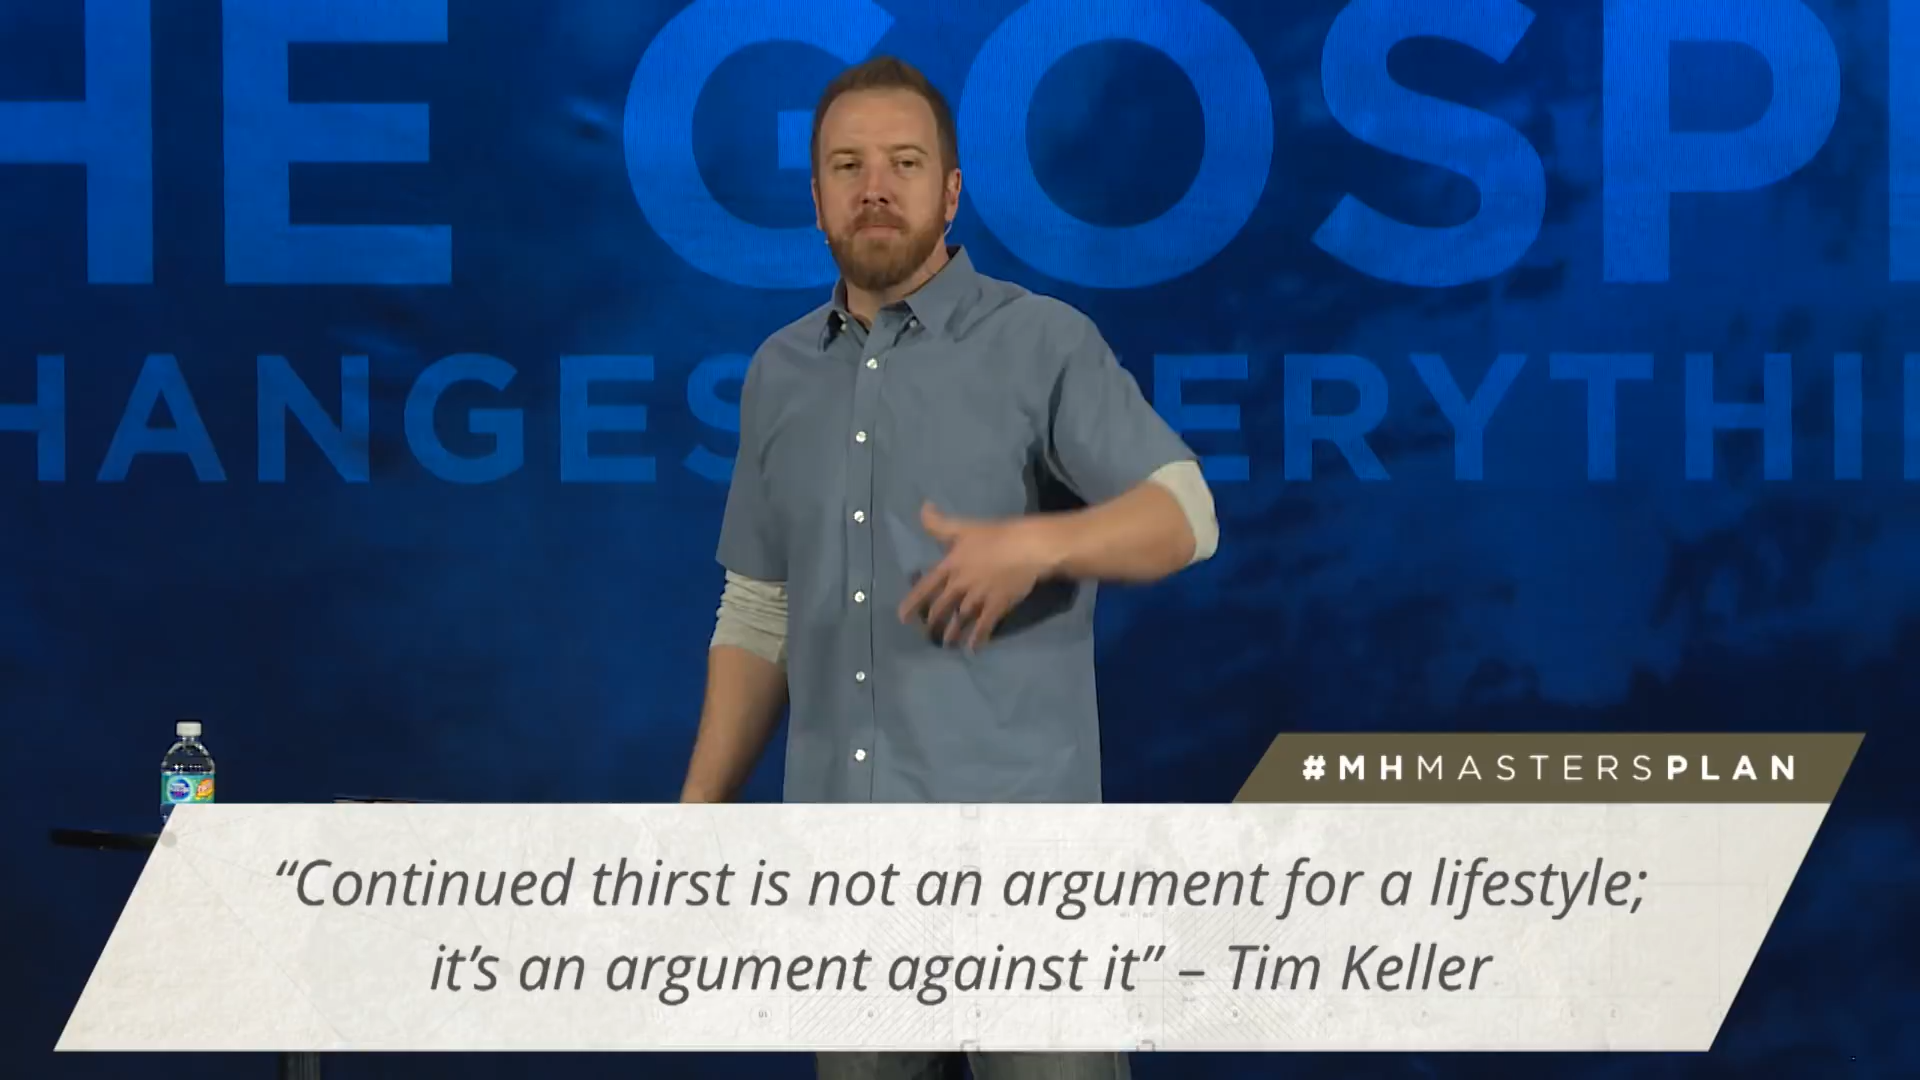 HE GOSP
HANGES ERYTHI
#MHMASTERSPLAN
“Continued thirst is not an argument for a lifestyle;
it’s an argument against it” – Tim Keller